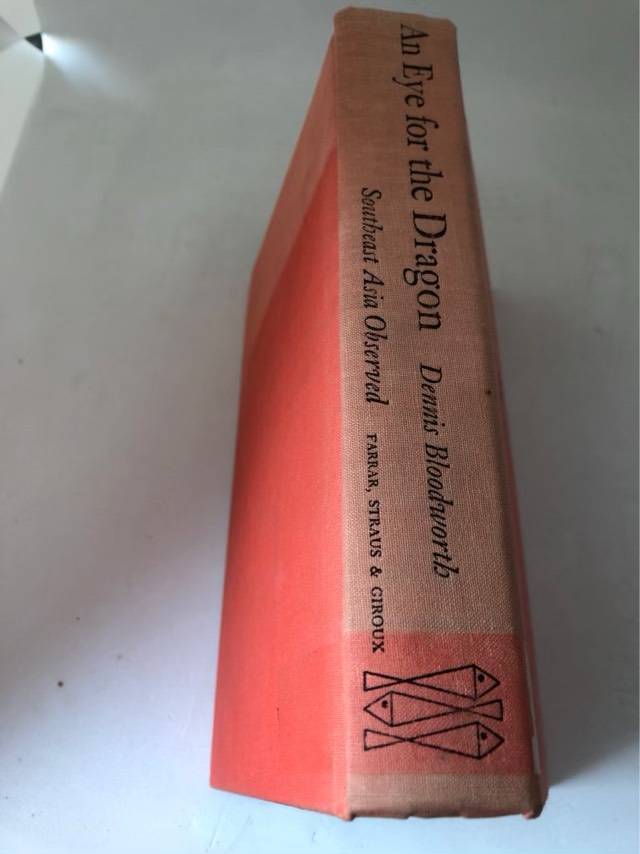 An Eye for the Dragon Dennis Bloodworth
Southeast Asia Observed FARRAR, STRAUS & GIROUX